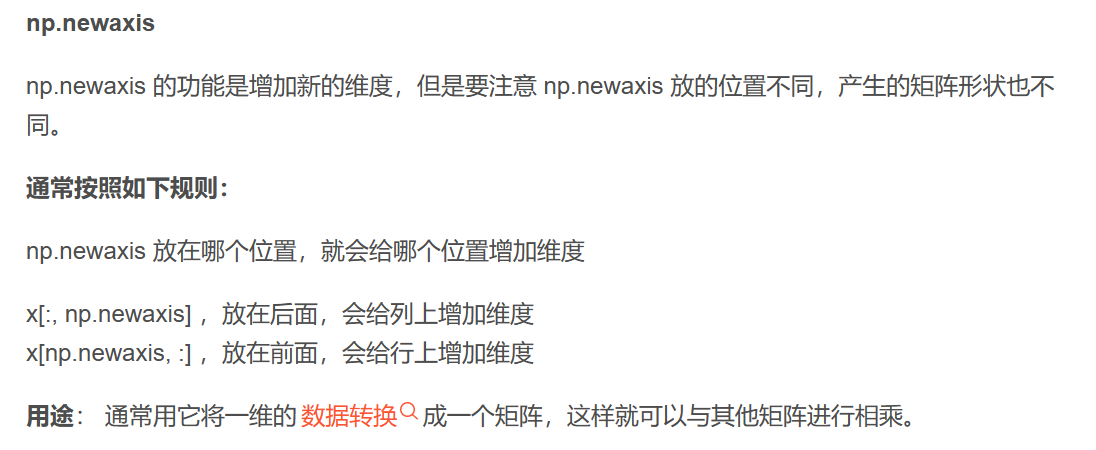 np.newaxis
np.newaxis 的功能是增加新的维度，但是要注意 np.newaxis 放的位置不同，产生的矩阵形状也不
同。
通常按照如下规则：
np.newaxis 放在哪个位置，就会给哪个位置增加维度
x[:, np.newaxis] ，放在后面，会给列上增加维度
x[np.newaxis, :] ，放在前面，会给行上增加维度
用途： 通常用它将一维的 数据转换 成一个矩阵，这样就可以与其他矩阵进行相乘。